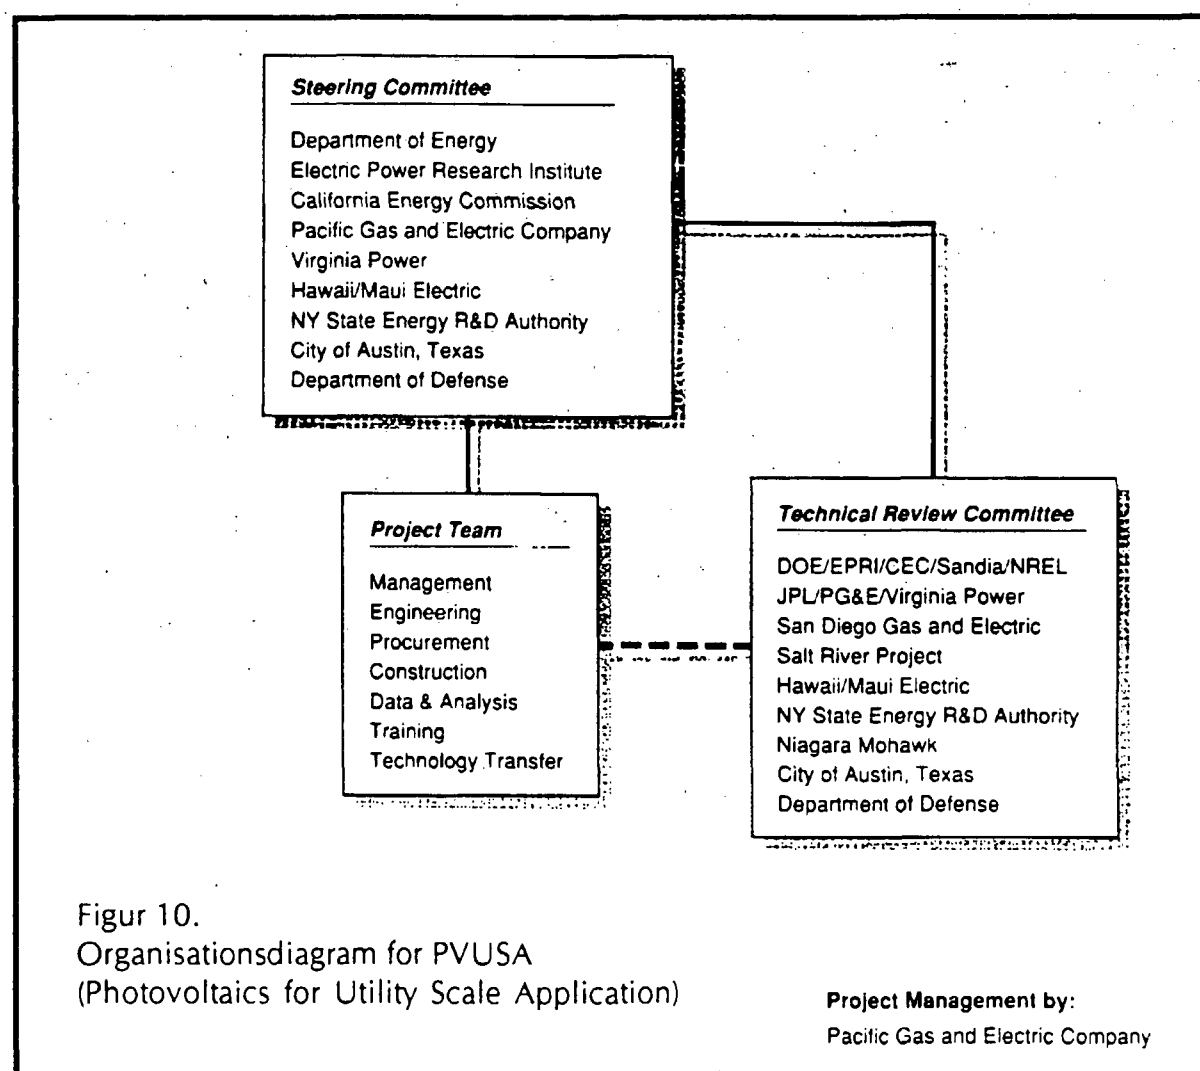 Steering Committee
Department of Energy
Electric Power Research Institute
California Energy Commission
Pacific Gas and Electric Company
Virginia Power
Hawaii/Maui Electric
NY State Energy R&D Authority
City of Austin, Texas
Department of Defense
Project Team
Management
Engineering
Procurement
Construction
Data & Analysis
Training
Technology Transfer
Technical Review Committee
DOE/EPRI/CEC/Sandia/NREL
JPL/PG&E/Virginia Power
San Diego Gas and Electric
Salt River Project
Hawaii/Maui Electric
NY State Energy R&D Authority
Niagara Mohawk
City of Austin, Texas
Department of Defense
Figur 10.
Organisationsdiagram for PVUSA
(Photovoltaics for Utility Scale Application)
Project Management by:
Pacific Gas and Electric Company